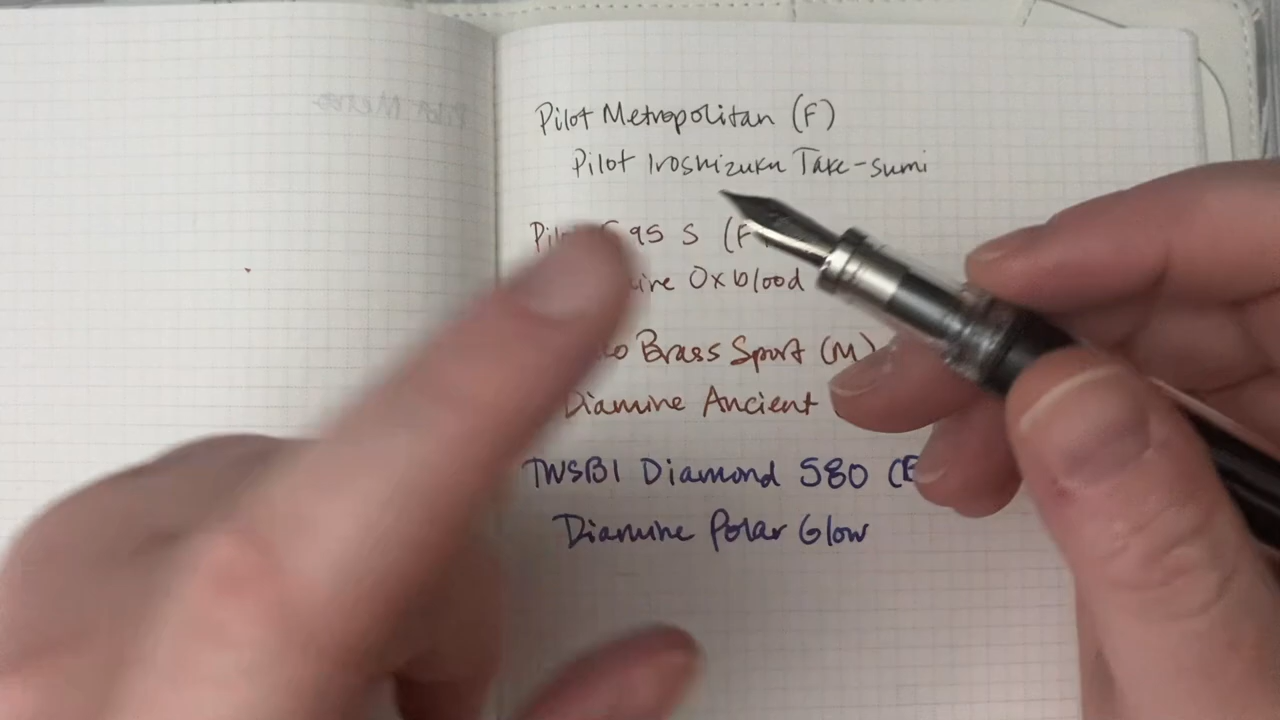 Pilot Metropolitan (F)
Pilot Iroshizuku Take-sumi
95 S (F
Oxblood
Brass Sport (M)
Diamine Ancient
TWSBI Diamond 580 (
Diamine Polar Glow